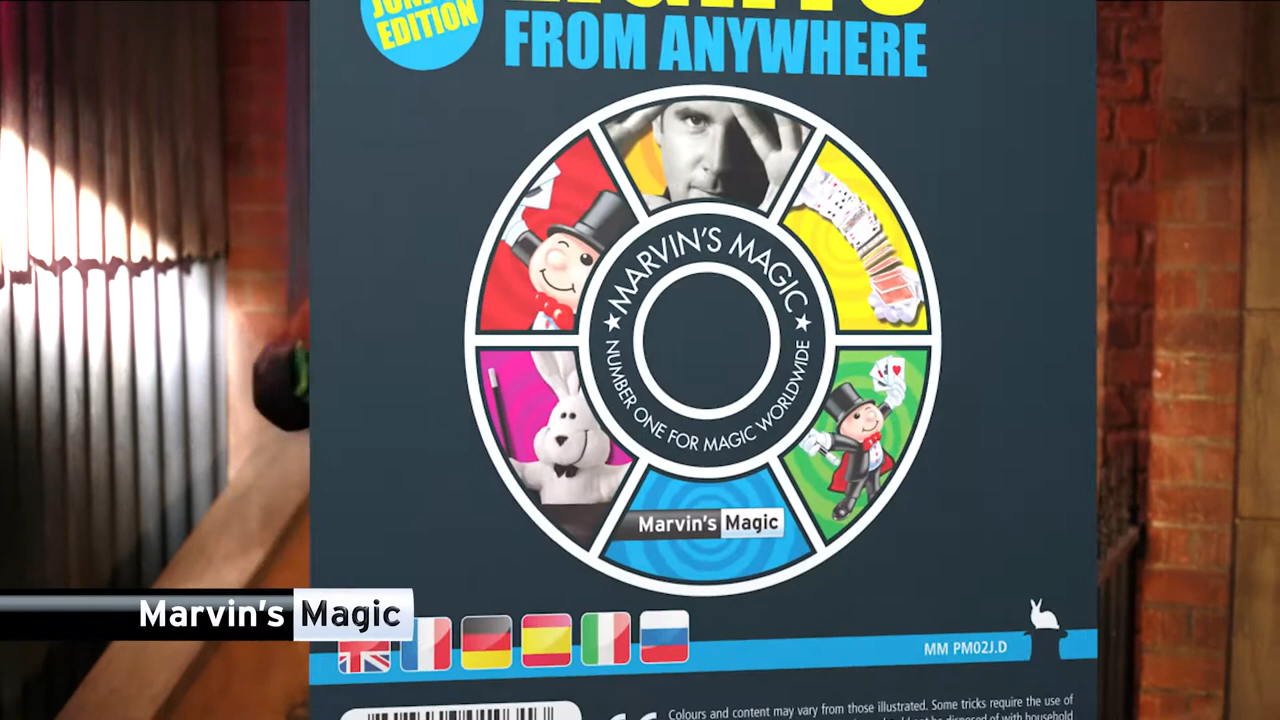 EDITION
FROM ANYWHERE
★ MARVIN'S MAGIC ★
NUMBER ONE FOR MAGIC WORLDWIDE
Marvin's Magic
Marvin's Magic
MM PM02J.D
Colours and content may vary from those illustrated. Some tricks require the use of